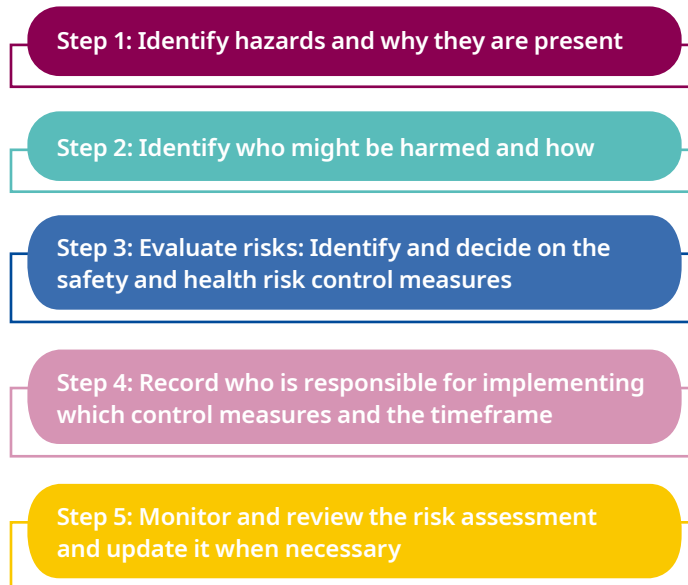 Step 1: Identify hazards and why they are present
Step 2: Identify who might be harmed and how
Step 3: Evaluate risks: Identify and decide on the
safety and health risk control measures
Step 4: Record who is responsible for implementing
which control measures and the timeframe
Step 5: Monitor and review the risk assessment
and update it when necessary